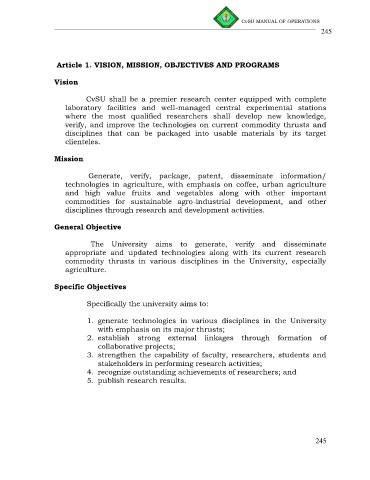 CvSU MANUAL OF OPERATIONS
245
Article 1. VISION, MISSION, OBJECTIVES AND PROGRAMS
Vision
CvSU shall be a premier research center equipped with complete
laboratory facilities and well-managed central experimental stations
where the most qualified researchers shall develop new knowledge,
verify, and improve the technologies on current commodity thrusts and
disciplines that can be packaged into usable materials by its target
clienteles.
Mission
Generate, verify, package, patent, disseminate information/
technologies in agriculture, with emphasis on coffee, urban agriculture
and high value fruits and vegetables along with other important
commodities for sustainable agro-industrial development, and other
disciplines through research and development activities.
General Objective
The University aims to generate, verify and disseminate
appropriate and updated technologies along with its current research
commodity thrusts in various disciplines in the University, especially
agriculture.
Specific Objectives
Specifically the university aims to:
1. generate technologies in various disciplines in the University
with emphasis on its major thrusts;
2. establish strong external linkages through formation of
collaborative projects;
3. strengthen the capability of faculty, researchers, students and
stakeholders in performing research activities;
4. recognize outstanding achievements of researchers; and
5. publish research results.
245